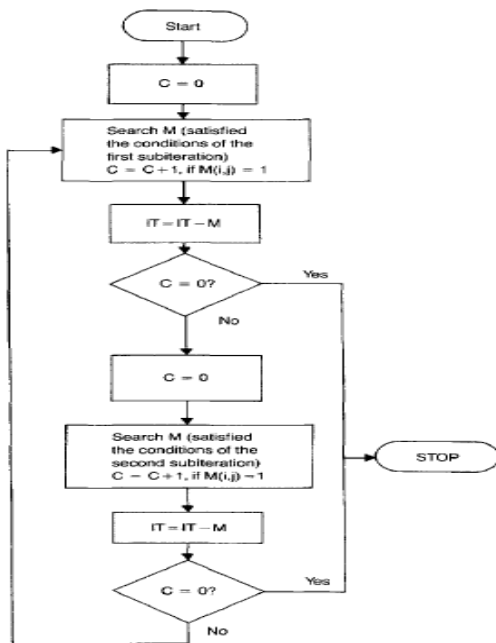 Start
C = 0
Search M (satisfied
the conditions of the
first subiteration)
C = C+1, if M(i,j) = 1
IT=IT-M
C = 0?
Yes
No
C = 0
Search M (satisfied
the conditions of the
second subiteration)
C = C+1, if M(i,j) =1
STOP
IT=IT-M
C = 0?
Yes
No